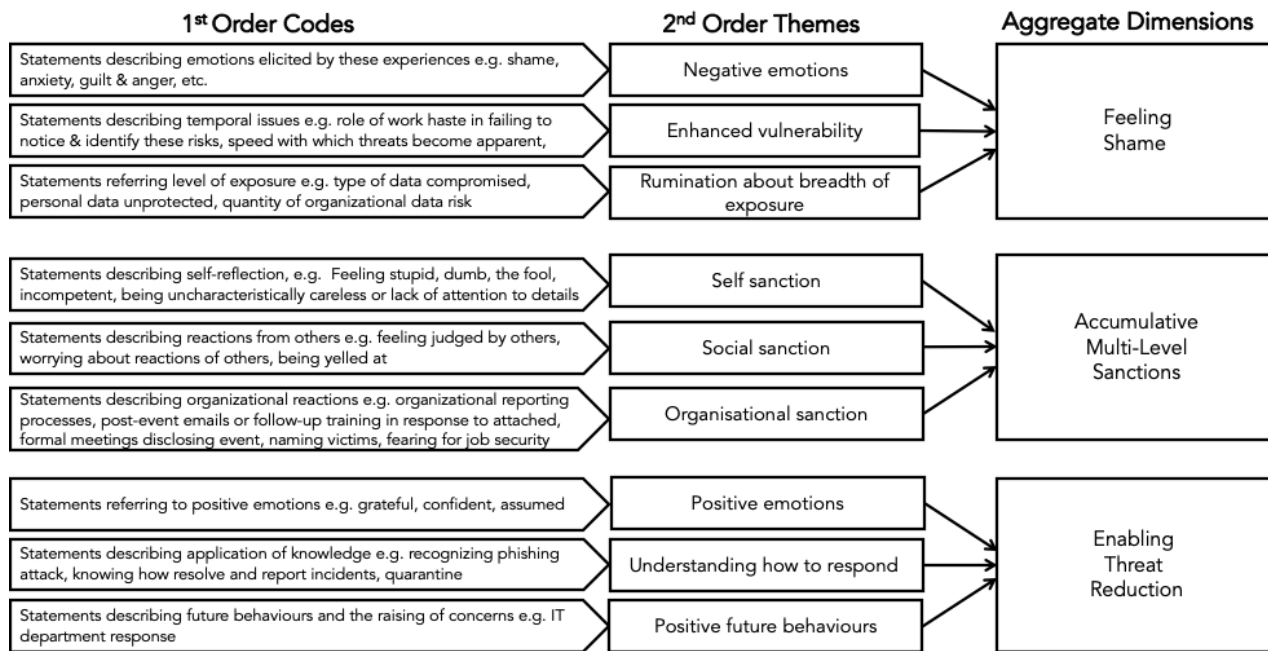 1st Order Codes
2nd Order Themes
Aggregate Dimensions
Statements describing emotions elicited by these experiences e.g. shame,
anxiety, guilt & anger, etc.
Negative emotions
Statements describing temporal issues e.g. role of work haste in failing to
notice & identify these risks, speed with which threats become apparent,
Enhanced vulnerability
Statements referring level of exposure e.g. type of data compromised,
personal data unprotected, quantity of organizational data risk
Rumination about breadth of
exposure
Feeling
Shame
Statements describing self-reflection, e.g. Feeling stupid, dumb, the fool,
incompetent, being uncharacteristically careless or lack of attention to details
Self sanction
Statements describing reactions from others e.g. feeling judged by others,
worrying about reactions of others, being yelled at
Social sanction
Statements describing organizational reactions e.g. organizational reporting
processes, post-event emails or follow-up training in response to attached,
formal meetings disclosing event, naming victims, fearing for job security
Organisational sanction
Accumulative
Multi-Level
Sanctions
Statements referring to positive emotions e.g. grateful, confident, assumed
Positive emotions
Statements describing application of knowledge e.g. recognizing phishing
attack, knowing how resolve and report incidents, quarantine
Understanding how to respond
Statements describing future behaviours and the raising of concerns e.g. IT
department response
Positive future behaviours
Enabling
Threat
Reduction